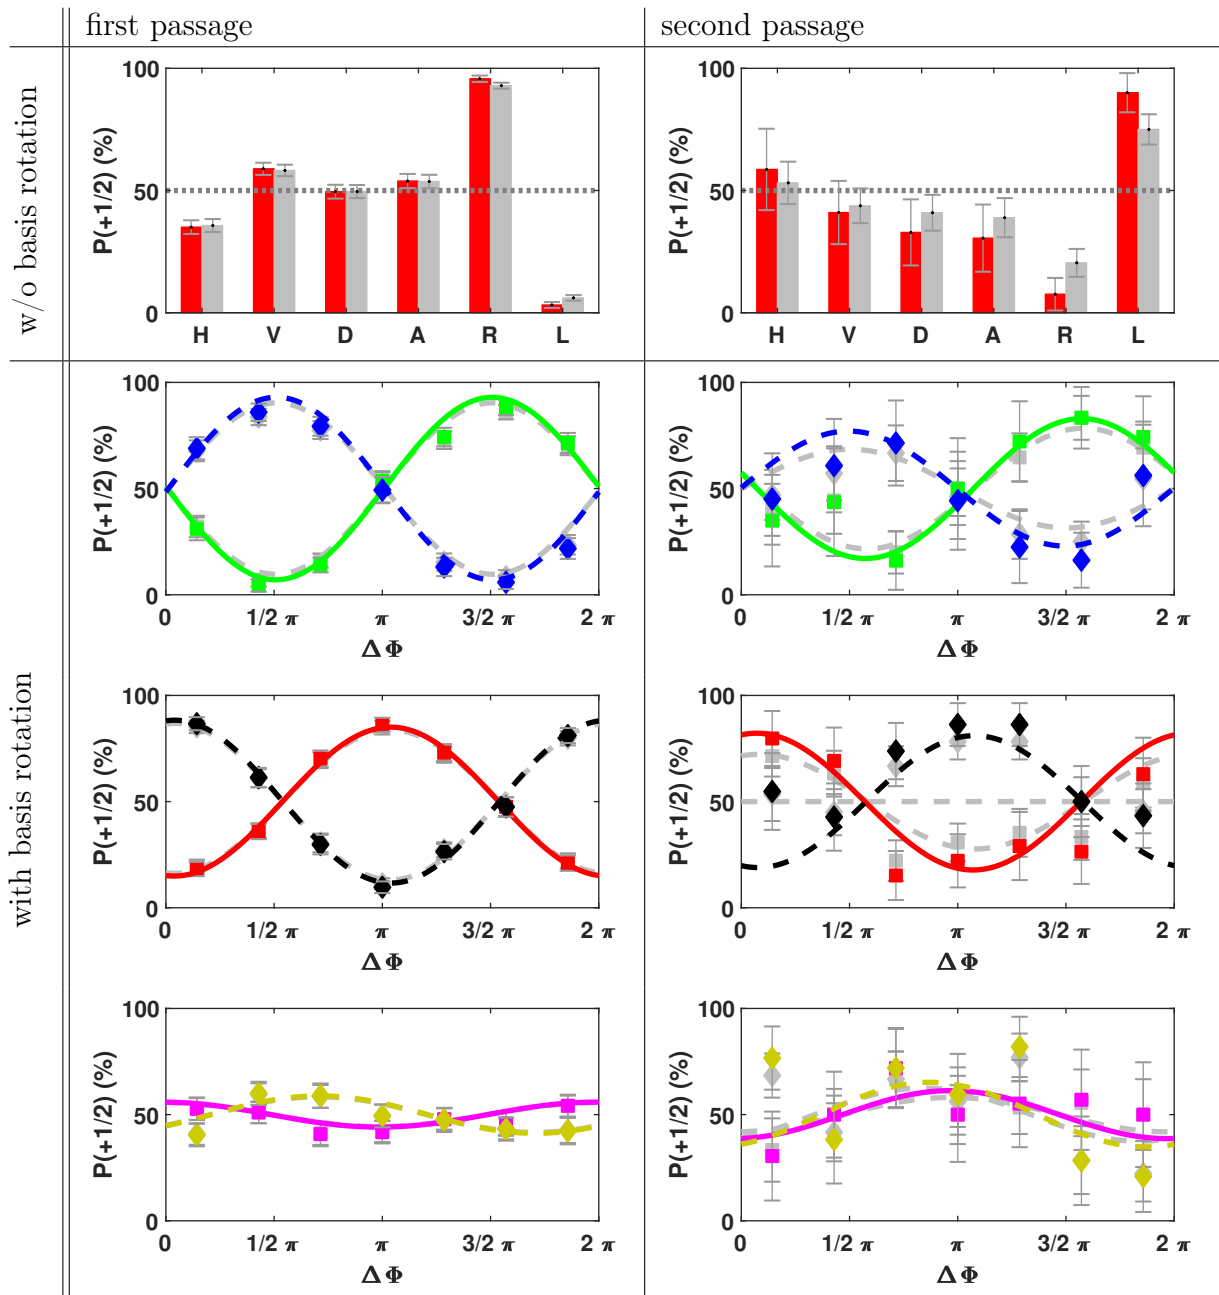 first passage
second passage
w/o basis rotation
P(+1/2) (%)
100
50
0
H V D A R L
P(+1/2) (%)
100
50
0
H V D A R L
with basis rotation
P(+1/2) (%)
100
50
0
0 1/2 π π 3/2 π 2 π
ΔΦ
P(+1/2) (%)
100
50
0
0 1/2 π π 3/2 π 2 π
ΔΦ
P(+1/2) (%)
100
50
0
0 1/2 π π 3/2 π 2 π
ΔΦ
P(+1/2) (%)
100
50
0
0 1/2 π π 3/2 π 2 π
ΔΦ
P(+1/2) (%)
100
50
0
0 1/2 π π 3/2 π 2 π
ΔΦ
P(+1/2) (%)
100
50
0
0 1/2 π π 3/2 π 2 π
ΔΦ